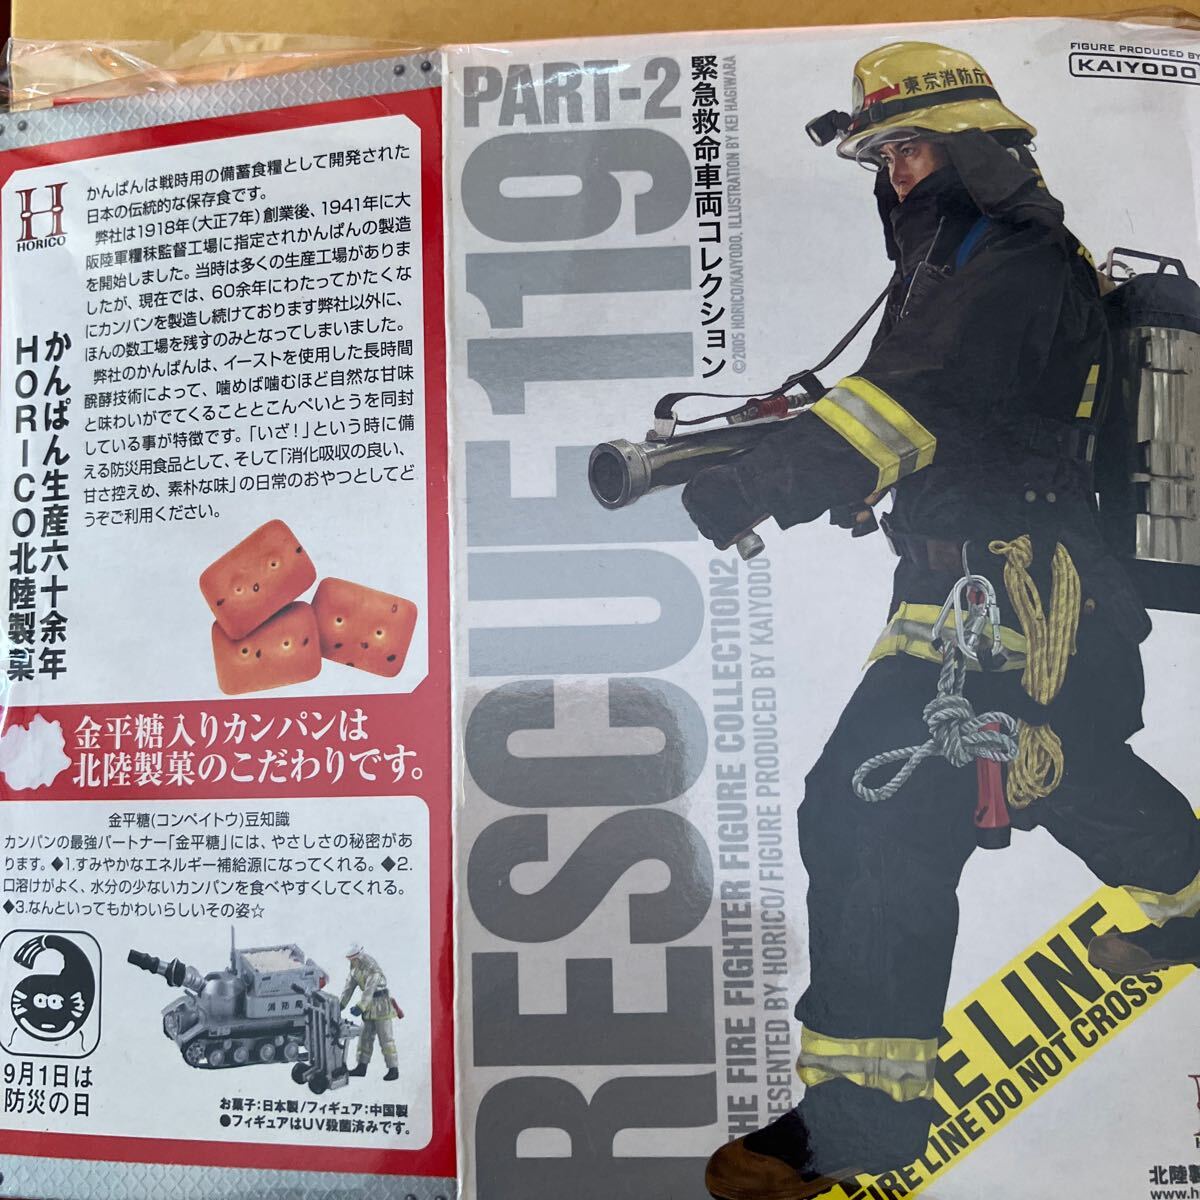 HORICO
かんぱんは戦時用の備蓄食糧として開発された
日本の伝統的な保存食です。
弊社は1918年(大正7年)創業後、1941年に大
阪陸軍糧秣監督工場に指定されかんぱんの製造
を開始しました。当時は多くの生産工場がありま
したが、現在では、60余年にわたってかたくな
にカンパンを製造し続けております弊社以外に、
ほんの数工場を残すのみとなってしまいました。
弊社のかんぱんは、イーストを使用した長時間
醗酵技術によって、噛めば噛むほど自然な甘味
と味わいがでてくることとこんぺいとうを同封
している事が特徴です。「いざ!」という時に備
える防災用食品として、そして「消化吸収の良い、
甘さ控えめ、素朴な味」の日常のおやつとしてど
うぞご利用ください。
かんぱん生産六十余年
HORICO北陸製菓
金平糖入りカンパンは
北陸製菓のこだわりです。
金平糖(コンペイトウ)豆知識
カンパンの最強パートナー「金平糖」には、やさしさの秘密があ
ります。◆1.すみやかなエネルギー補給源になってくれる。◆2.
口溶けがよく、水分の少ないカンパンを食べやすくしてくれる。
◆3.なんといってもかわいらしいその姿☆
消防局
9月1日は
防災の日
お菓子:日本製/フィギュア:中国製
●フィギュアはUV殺菌済みです。
PART-2
RESCUE119
緊急救命車両コレクション
©2005 HORICO/KAIYODO, ILLUSTRATION BY KEI HAGIWARA
THE FIRE FIGHTER FIGURE COLLECTION2
PRESENTED BY HORICO/ FIGURE PRODUCED BY KAIYODO
FIGURE PRODUCED BY
KAIYODO
東京消防庁
LINE
FIRE LINE DO NOT CROSS
北陸製
www.h